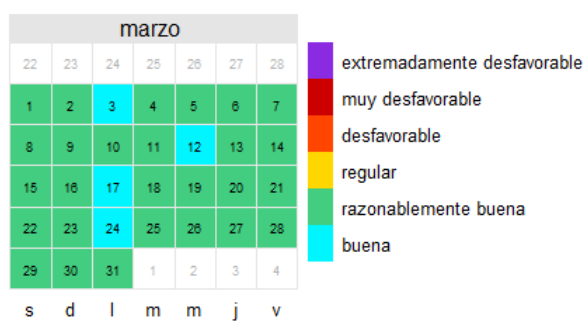 marzo
22 23 24 25 26 27 28
1 2 3 4 5 6 7
8 9 10 11 12 13 14
15 16 17 18 19 20 21
22 23 24 25 26 27 28
29 30 31 1 2 3 4
s d l m m j v
extremadamente desfavorable
muy desfavorable
desfavorable
regular
razonablemente buena
buena